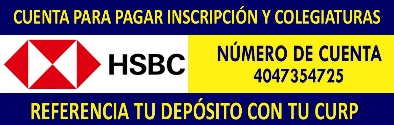 CUENTA PARA PAGAR INSCRIPCIÓN Y COLEGIATURAS
HSBC
NÚMERO DE CUENTA
4047354725
REFERENCIA TU DEPÓSITO CON TU CURP